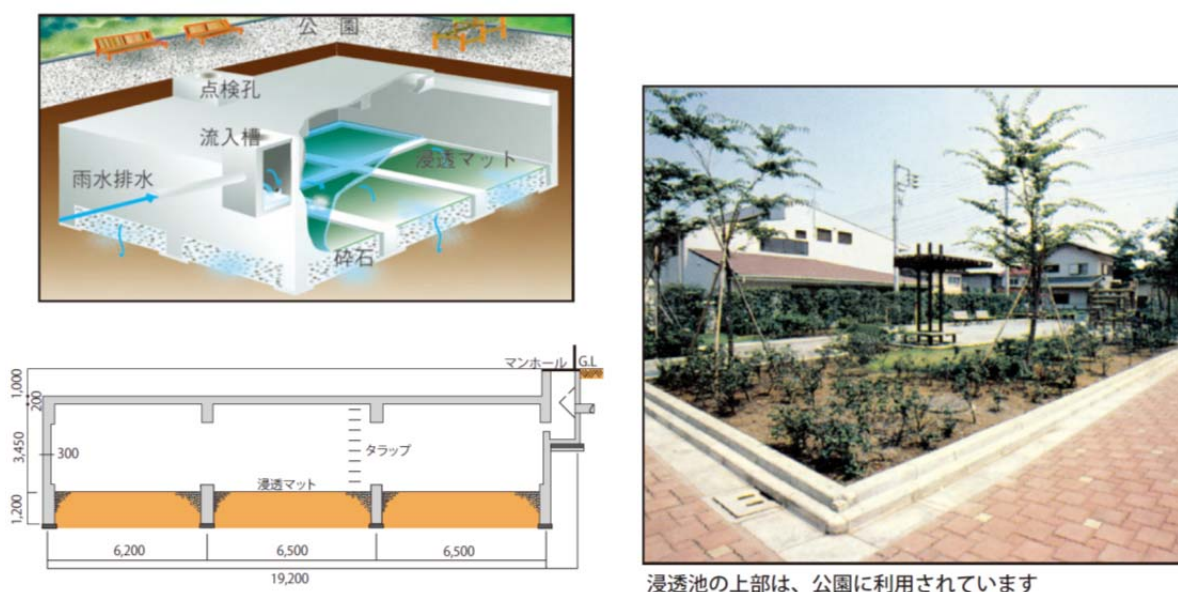 公園
点検孔
流入槽
浸透マット
雨水排水
砕石
マンホール G.L
1,000
200
3,450
300
タラップ
浸透マット
1,200
6,200 6,500 6,500
19,200
浸透池の上部は、公園に利用されています